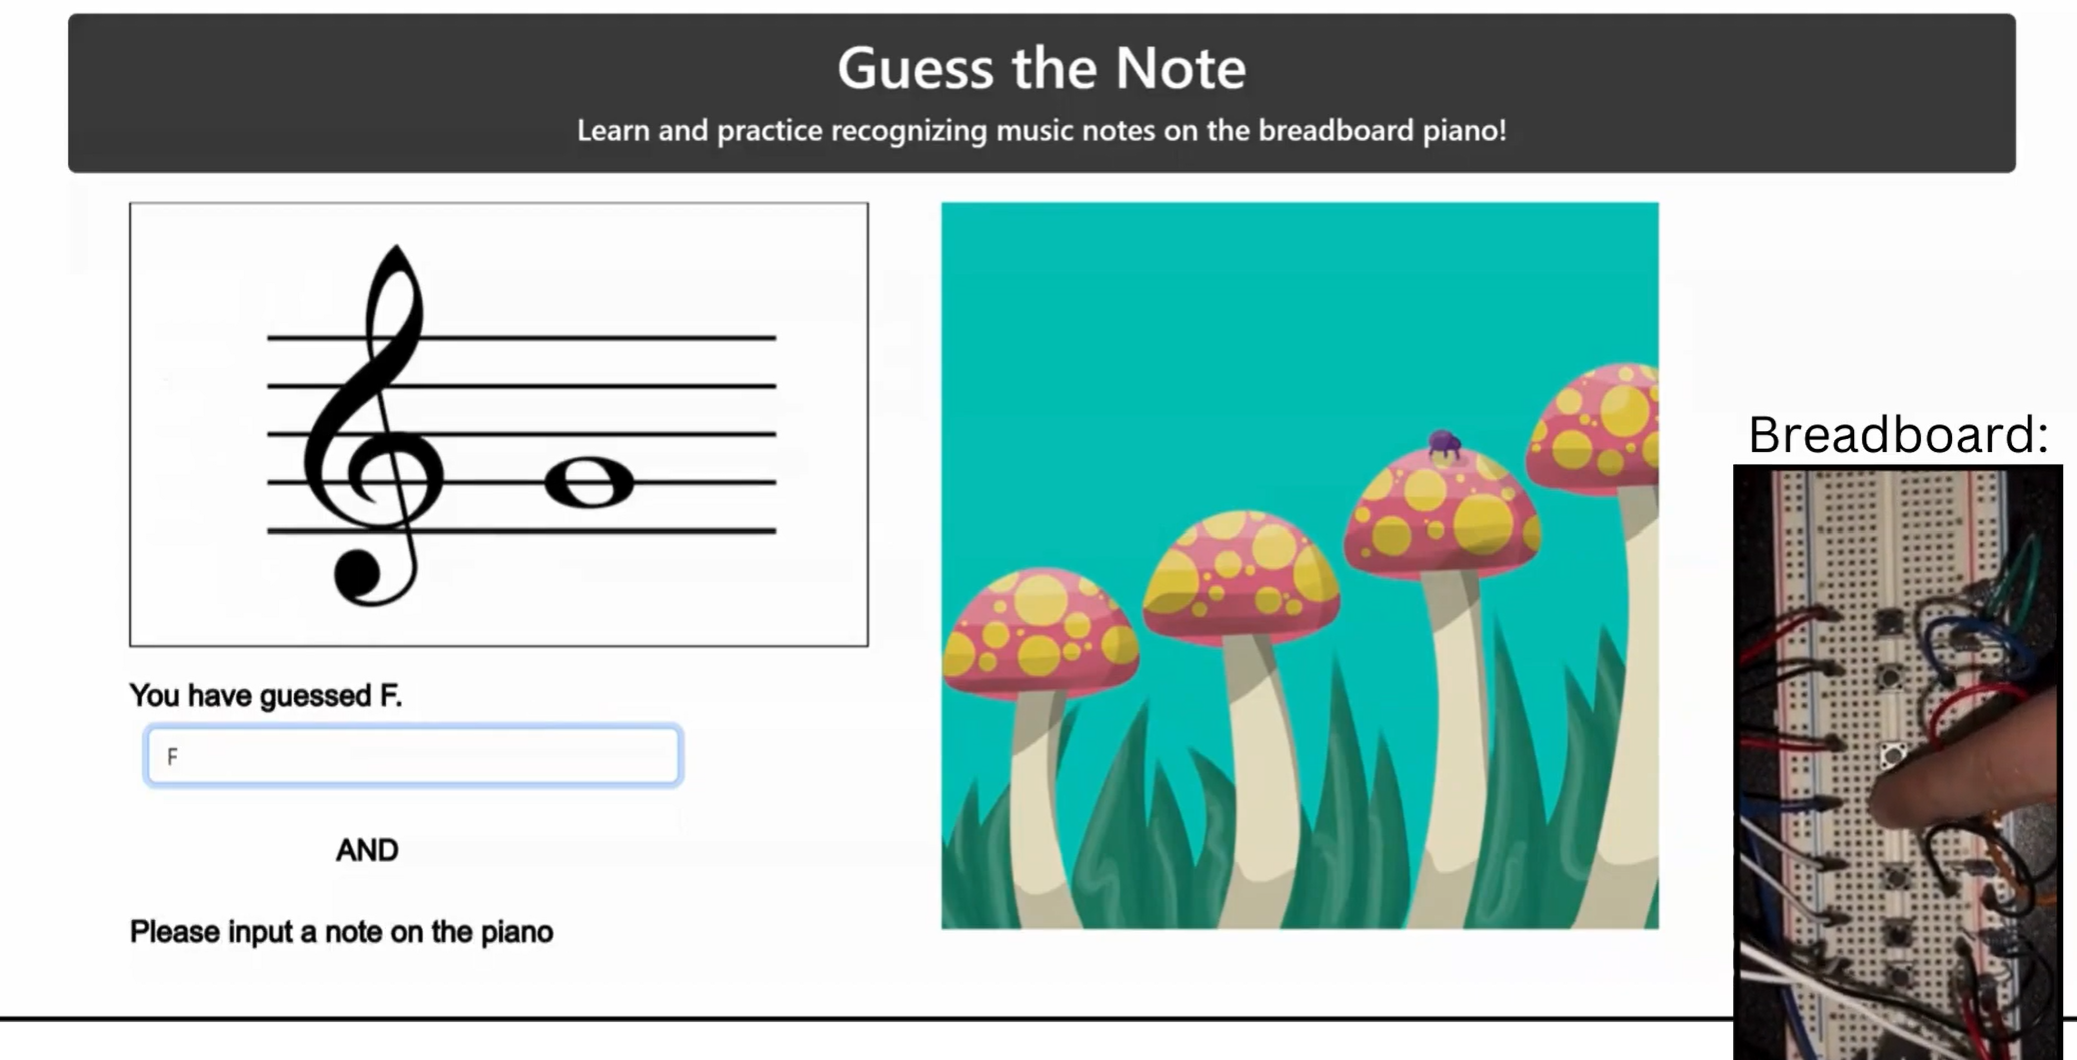 Guess the Note
Learn and practice recognizing music notes on the breadboard piano!
Breadboard:
You have guessed F.
F
AND
Please input a note on the piano